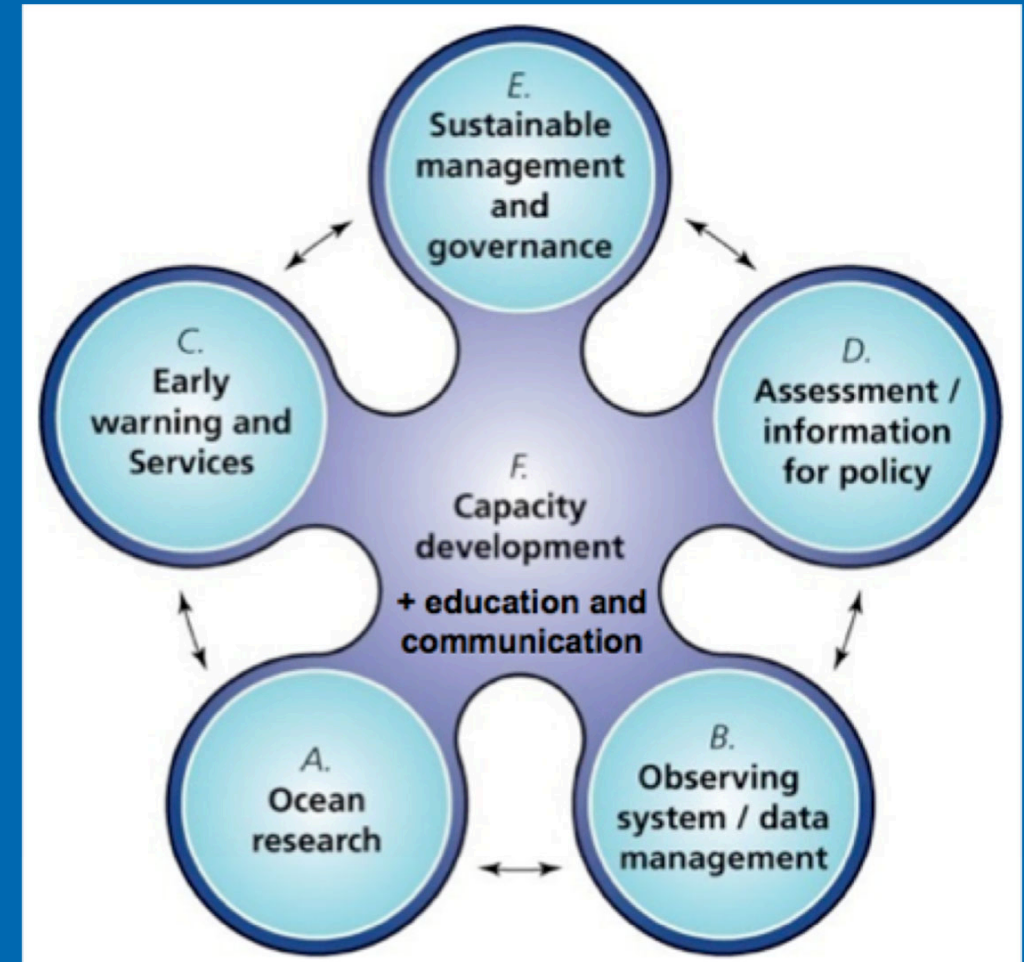 E.
Sustainable
management
and
governance
C.
Early
warning and
Services
D.
Assessment /
information
for policy
F.
Capacity
development
+ education and
communication
A.
Ocean
research
B.
Observing
system / data
management